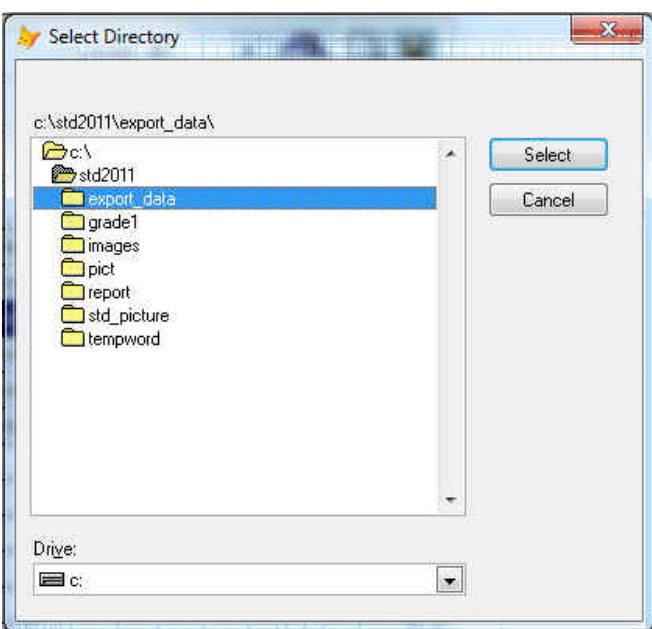 Select Directory
c:\std2011\export_data\
c:\
std2011
export_data
grade1
images
pict
report
std_picture
tempword
Select
Cancel
Drive:
c: